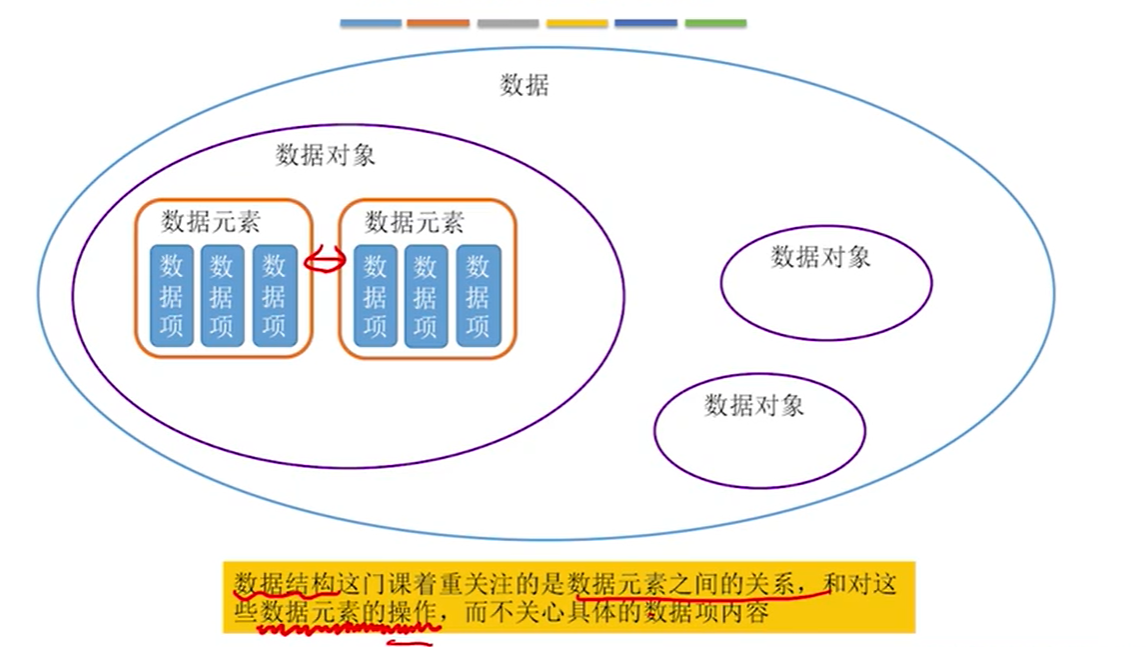 数据
数据对象
数据元素
数据元素
数据项
数据项
数据项
数据项
数据项
数据项
数据对象
数据对象
数据结构这门课着重关注的是数据元素之间的关系，和对这
些数据元素的操作，而不关心具体的数据项内容